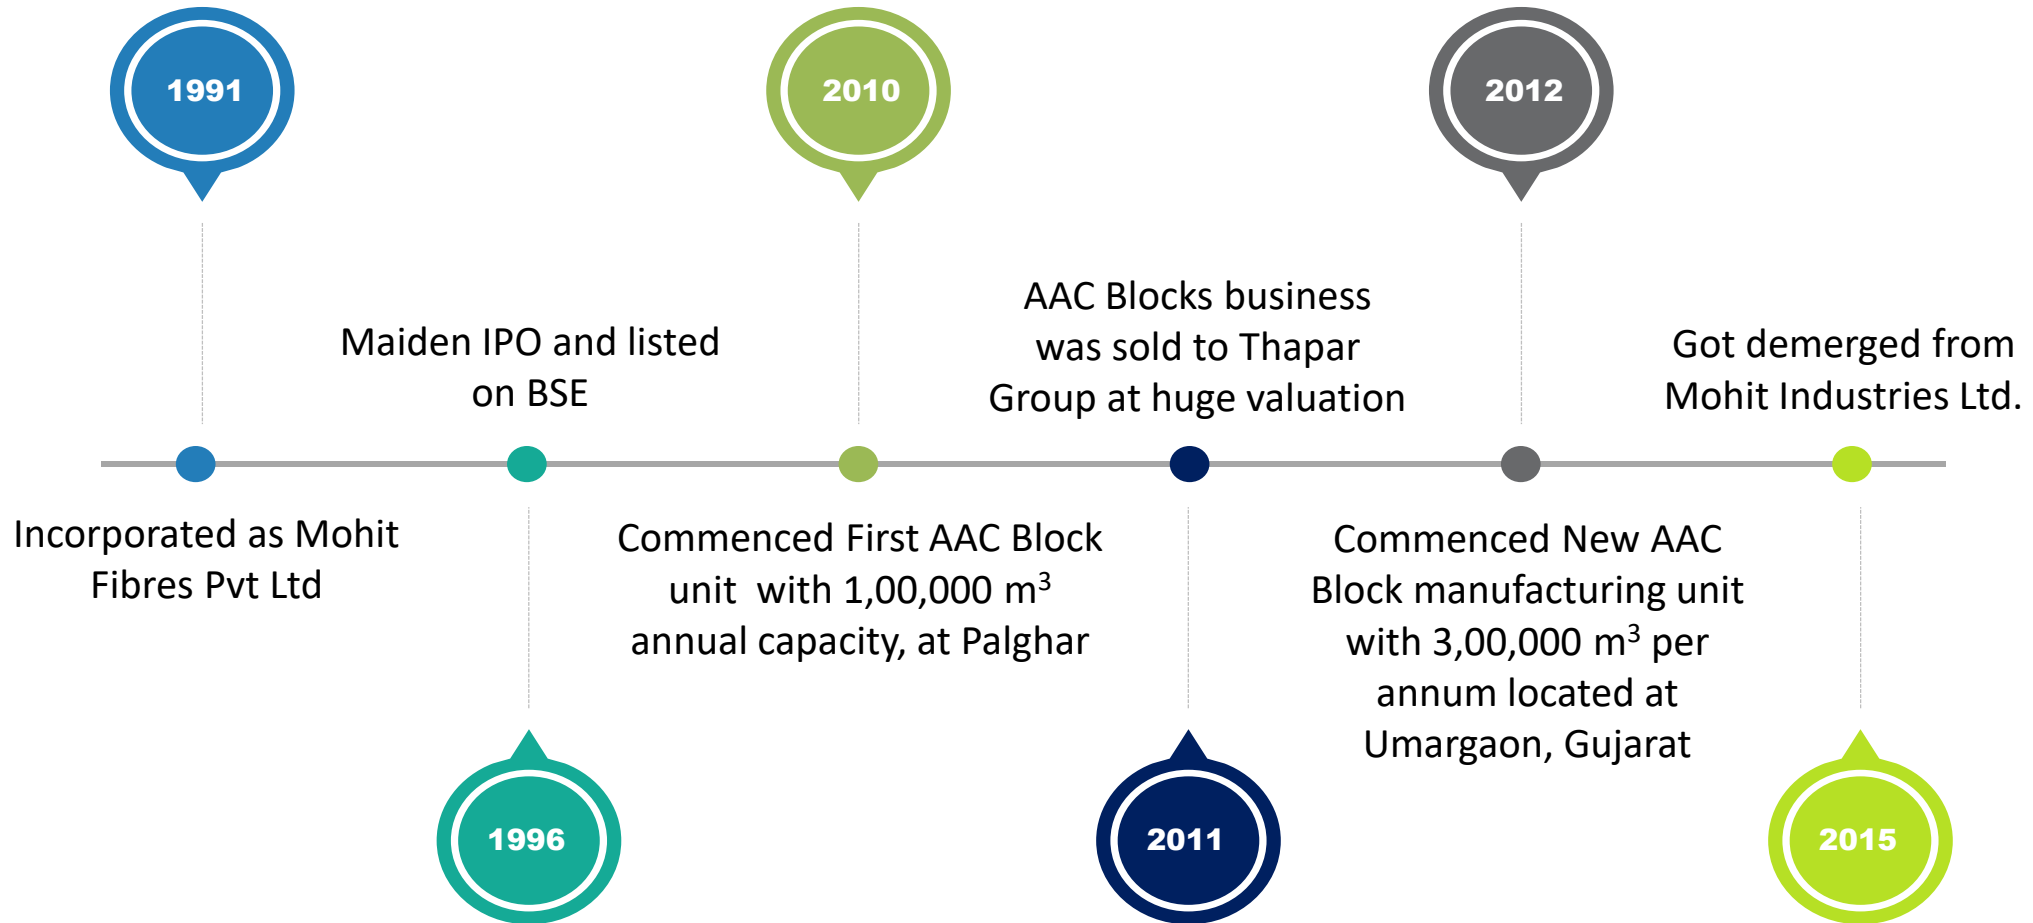 1991
Incorporated as Mohit
Fibres Pvt Ltd
Maiden IPO and listed
on BSE
1996
2010
Commenced First AAC Block
unit  with 1,00,000 m³
annual capacity, at Palghar
AAC Blocks business
was sold to Thapar
Group at huge valuation
2011
2012
Commenced New AAC
Block manufacturing unit
with 3,00,000 m³ per
annum located at
Umargaon, Gujarat
Got demerged from
Mohit Industries Ltd.
2015